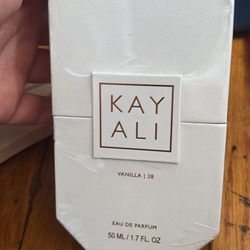 KAY
ALI
VANILLA | 28
EAU DE PARFUM
50 ML / 1.7 FL. OZ